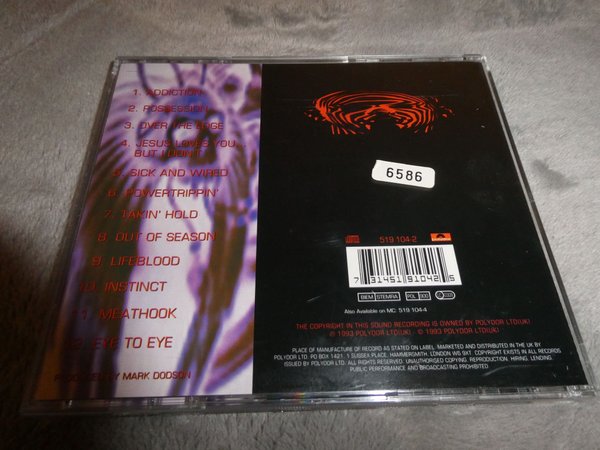 1. ADDICTION
2. POSSESSION
3. OVER THE EDGE
4. JESUS LOVES YOU...
BUT I DON'T
5. SICK AND WIRED
6. POWERTRIPPIN'
7. TAKIN' HOLD
8. OUT OF SEASON
9. LIFEBLOOD
10. INSTINCT
11. MEATHOOK
EYE TO EYE
PRODUCED BY MARK DODSON
6586
519 104-2
7 31451 91042 5
BIEM STEMRA POL 900
Also Available on MC: 519 104-4
THE COPYRIGHT IN THIS SOUND RECORDING IS OWNED BY POLYDOR LTD(UK)
℗ 1993 POLYDOR LTD(UK) · © 1993 POLYDOR LTD(UK)
PLACE OF MANUFACTURE OF RECORD AS STATED ON LABEL. MARKETED AND DISTRIBUTED IN THE UK BY
POLYDOR LTD. PO BOX 1421, 1 SUSSEX PLACE, HAMMERSMITH, LONDON W6 9XT. COPYRIGHT EXISTS IN ALL RECORDS
ISSUED BY POLYDOR LTD. ALL RIGHTS RESERVED. UNAUTHORISED COPYING, REPRODUCTION, HIRING, LENDING,
PUBLIC PERFORMANCE AND BROADCASTING PROHIBITED